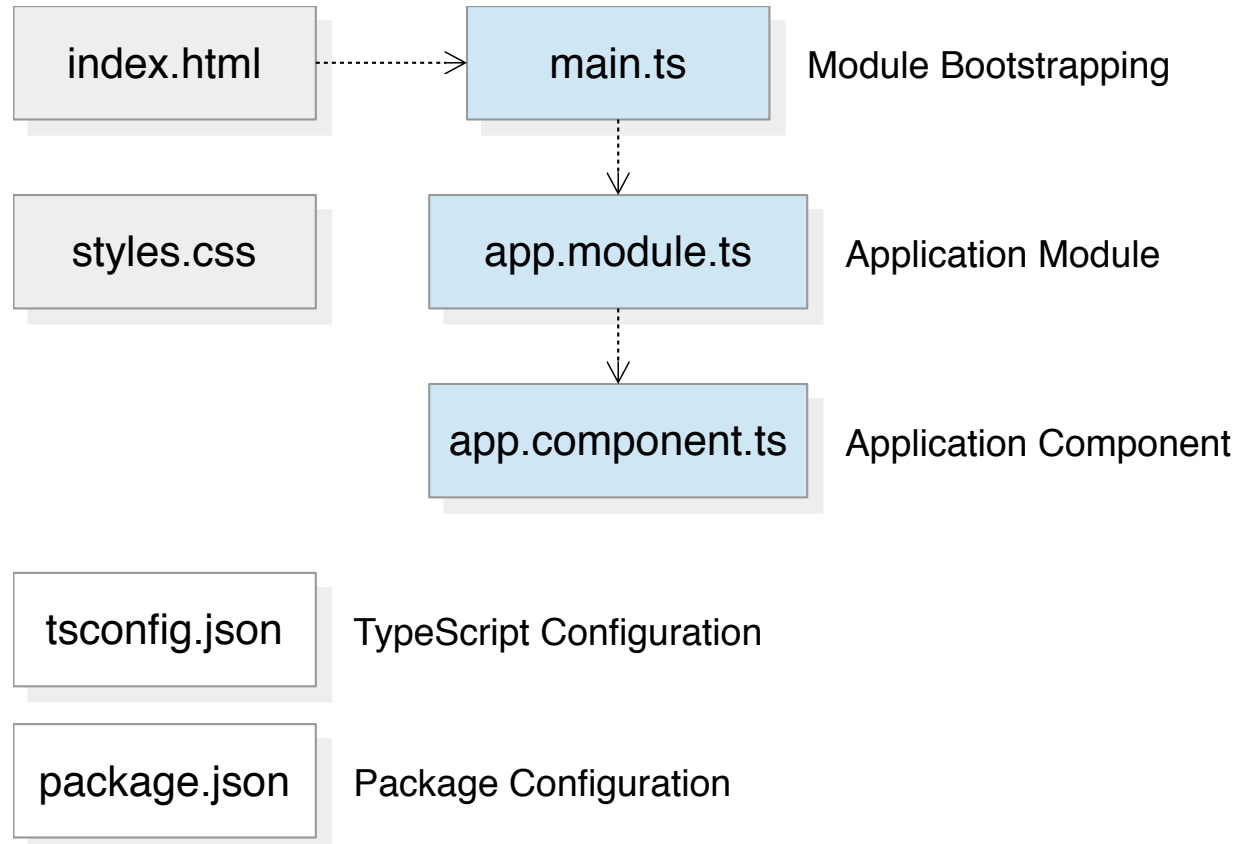 index.html
main.ts
Module Bootstrapping
styles.css
app.module.ts
Application Module
app.component.ts
Application Component
tsconfig.json
TypeScript Configuration
package.json
Package Configuration